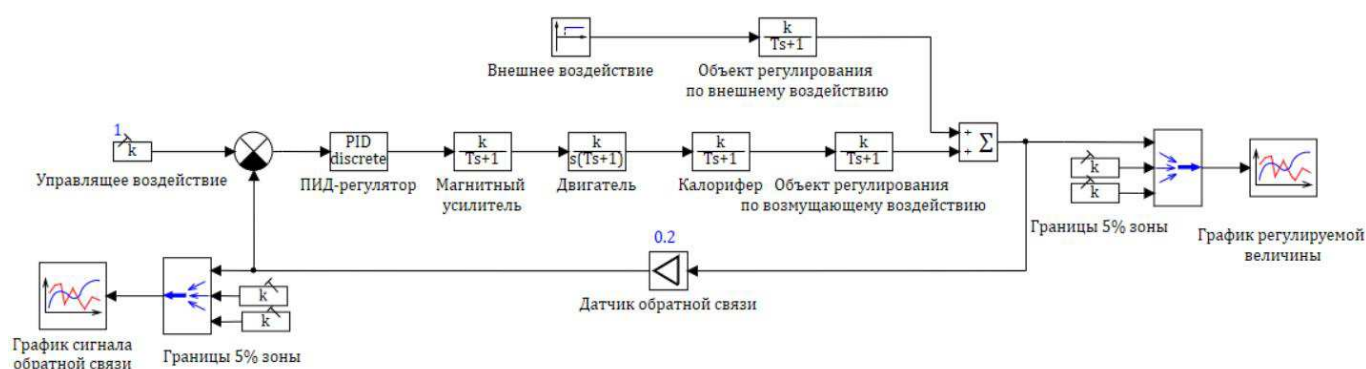 k
Ts+1
Внешнее воздействие
Объект регулирования
по внешнему воздействию
1
k
Управлящее воздействие
PID
discrete
ПИД-регулятор
k
Ts+1
Магнитный
усилитель
k
s(Ts+1)
Двигатель
k
Ts+1
Калорифер
k
Ts+1
Объект регулирования
по возмущающему воздействию
+
+
Σ
k
k
Границы 5% зоны
График регулируемой
величины
0.2
Датчик обратной связи
k
k
Границы 5% зоны
График сигнала
обратной связи